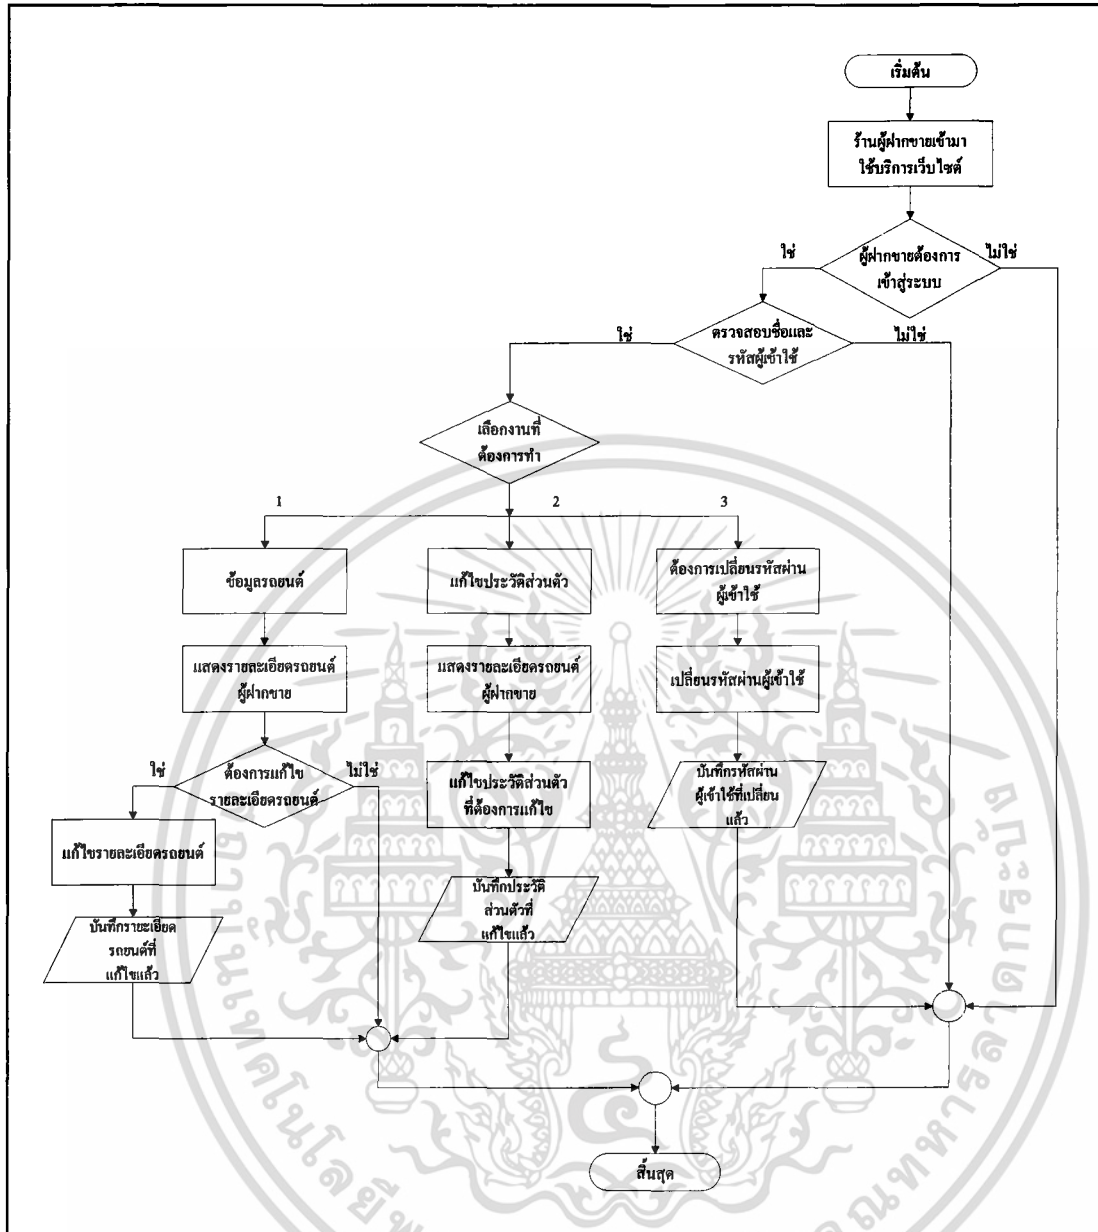 เริ่มต้น
ร้านผู้ฝากขายเข้ามา
ใช้บริการเว็บไซต์
ใช่
ผู้ฝากขายต้องการ
เข้าสู่ระบบ
ไม่ใช่
ใช่
ตรวจสอบชื่อและ
รหัสผู้เข้าใช้
ไม่ใช่
เลือกงานที่
ต้องการทำ
1
2
3
ข้อมูลรถยนต์
แก้ไขประวัติส่วนตัว
ต้องการเปลี่ยนรหัสผ่าน
ผู้เข้าใช้
แสดงรายละเอียดรถยนต์
ผู้ฝากขาย
แสดงรายละเอียดรถยนต์
ผู้ฝากขาย
เปลี่ยนรหัสผ่านผู้เข้าใช้
ใช่
ต้องการแก้ไข
รายละเอียดรถยนต์
ไม่ใช่
แก้ไขประวัติส่วนตัว
ที่ต้องการแก้ไข
บันทึกรหัสผ่าน
ผู้เข้าใช้ที่เปลี่ยน
แล้ว
แก้ไขรายละเอียดรถยนต์
บันทึกประวัติ
ส่วนตัวที่
แก้ไขแล้ว
บันทึกรายะเอียด
รถยนต์ที่
แก้ไขแล้ว
สิ้นสุด